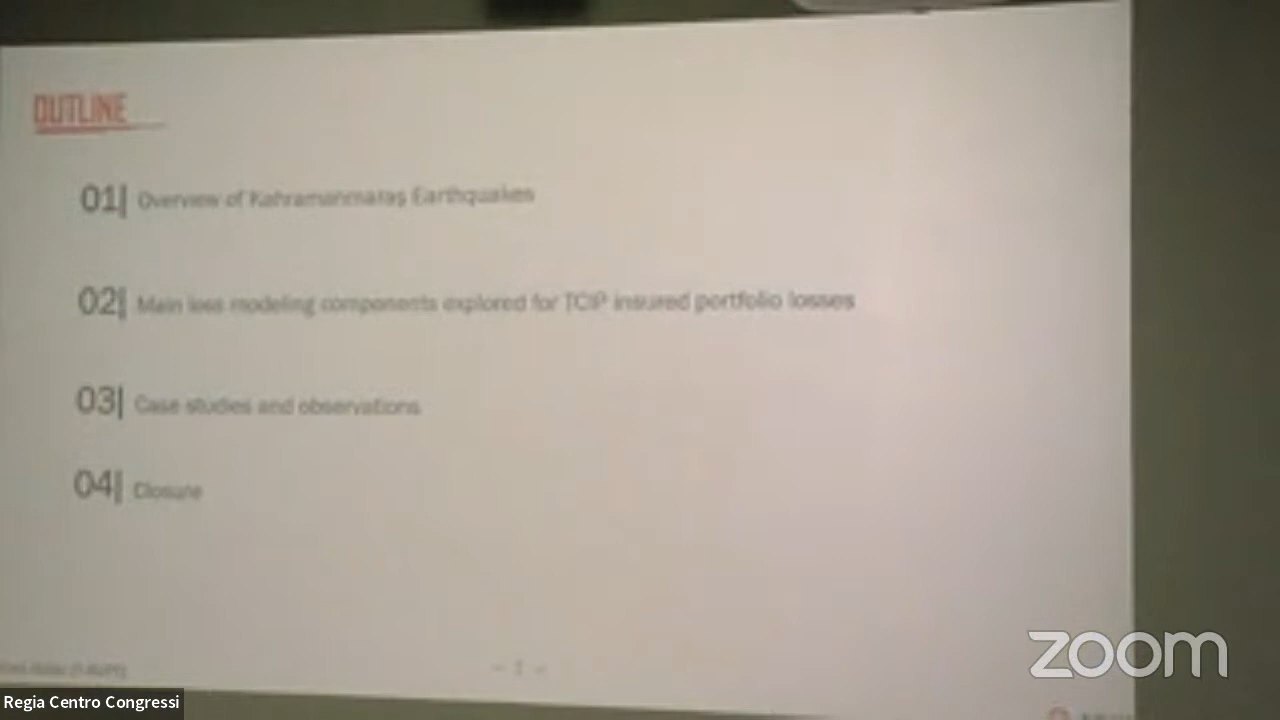 OUTLINE
01| Overview of Kahramanmaraş Earthquakes
02| Main loss modeling components explored for TCIP insured portfolio losses
03| Case studies and observations
04| Closure
zoom
Regia Centro Congressi